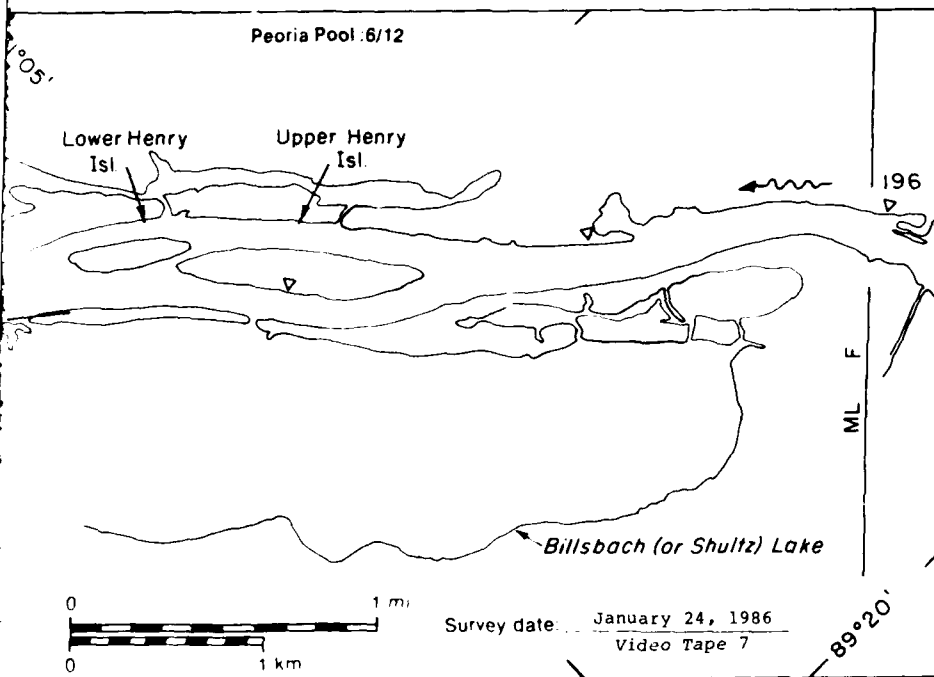 Peoria Pool :6/12
1°05'
Lower Henry
Isl.
Upper Henry
Isl.
196
ML F
Billsbach (or Shultz) Lake
0 1 mi
0 1 km
Survey date: January 24, 1986
Video Tape 7
89°20'